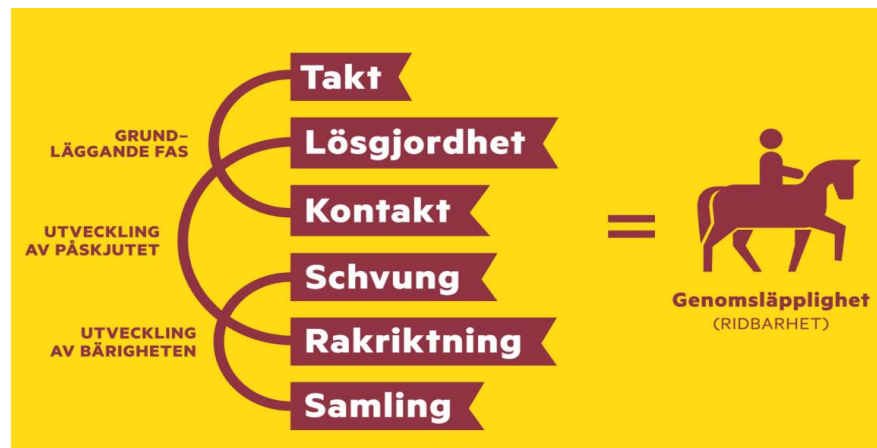 Takt
Lösgjordhet
Kontakt
Schvung
Rakriktning
Samling
GRUND–
LÄGGANDE FAS
UTVECKLING
AV PÅSKJUTET
UTVECKLING
AV BÄRIGHETEN
=
Genomsläpplighet
(RIDBARHET)